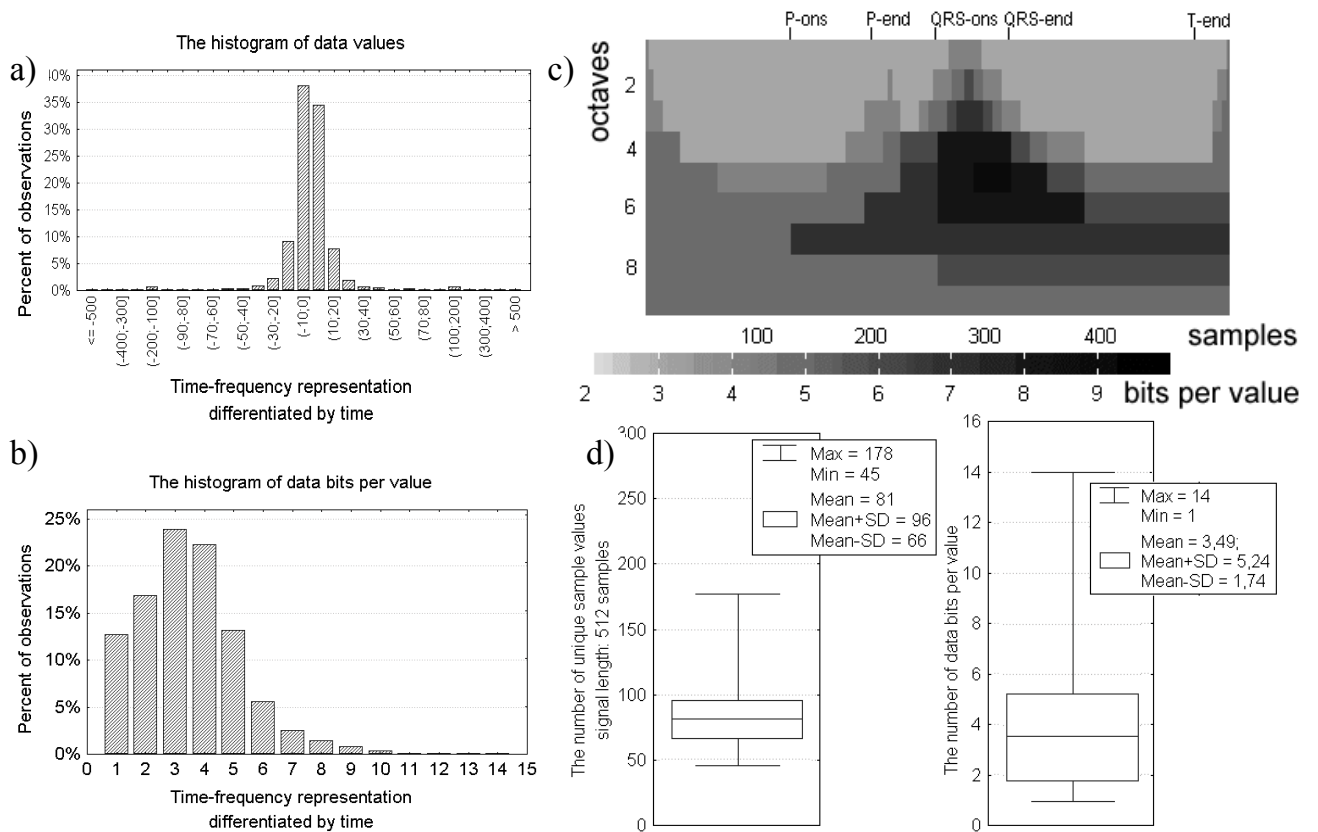 a)
The histogram of data values
Percent of observations
35%
30%
25%
20%
15%
10%
5%
0%
<= -500
(-400;-300]
(-200;-100]
(-90;-80]
(-70;-60]
(-50;-40]
(-30;-20]
(-10;0]
(10;20]
(30;40]
(50;60]
(70;80]
(100;200]
(300;400]
> 500
Time-frequency representation
differentiated by time
b)
The histogram of data bits per value
Percent of observations
25%
20%
15%
10%
5%
0%
0 1 2 3 4 5 6 7 8 9 10 11 12 13 14 15
Time-frequency representation
differentiated by time
c)
P-ons P-end QRS-ons QRS-end T-end
octaves
2
4
6
8
100 200 300 400 samples
2 3 4 5 6 7 8 9 bits per value
d)
The number of unique sample values
signal length: 512 samples
300
250
200
150
100
50
0
Max = 178
Min = 45
Mean = 81
Mean+SD = 96
Mean-SD = 66
The number of data bits per value
16
14
12
10
8
6
4
2
0
Max = 14
Min = 1
Mean = 3,49;
Mean+SD = 5,24
Mean-SD = 1,74